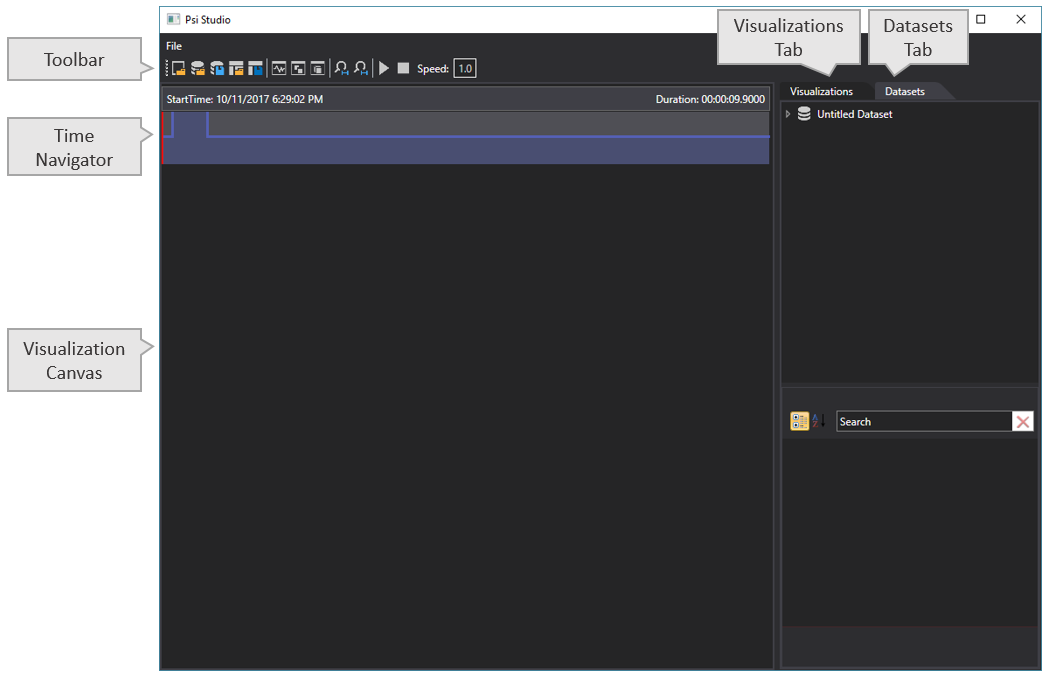 Psi Studio
Visualizations
Tab
Datasets
Tab
File
Toolbar
Speed: 1.0
Visualizations
Datasets
StartTime: 10/11/2017 6:29:02 PM
Duration: 00:00:09.9000
Untitled Dataset
Time
Navigator
Visualization
Canvas
Search